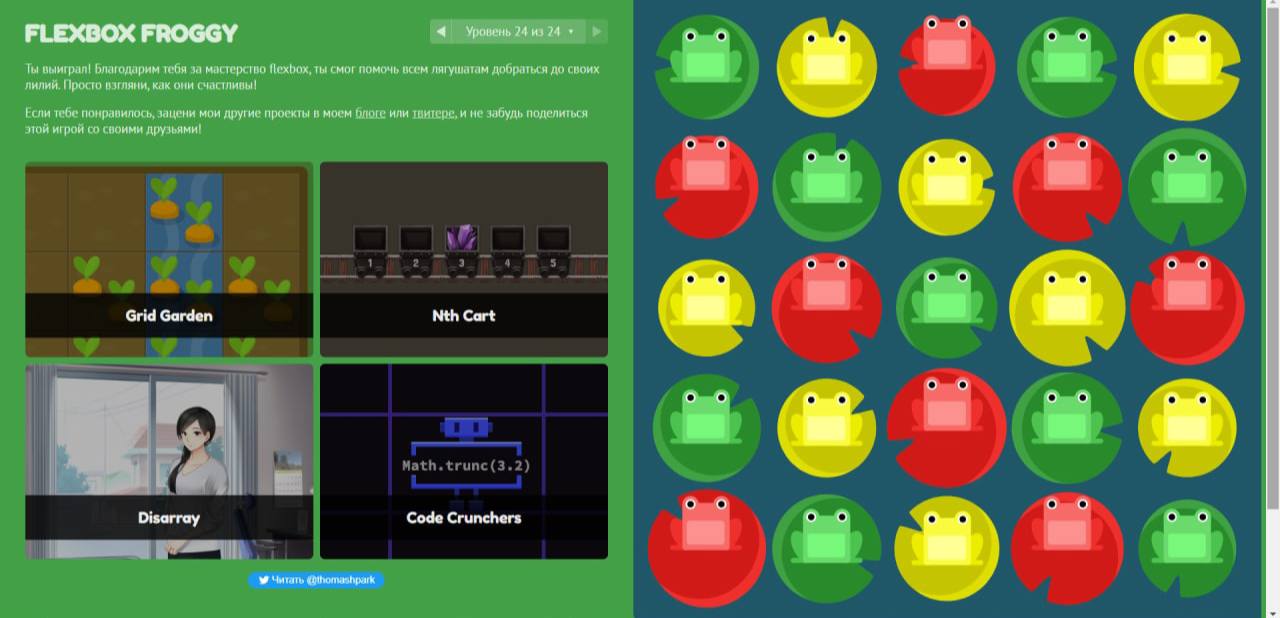 FLEXBOX FROGGY
Уровень 24 из 24
Ты выиграл! Благодарим тебя за мастерство flexbox, ты смог помочь всем лягушатам добраться до своих
лилий. Просто взгляни, как они счастливы!
Если тебе понравилось, зацени мои другие проекты в моем блоге или твитере, и не забудь поделиться
этой игрой со своими друзьями!
1 2 3 4 5
Grid Garden
Nth Cart
Math.trunc(3.2)
Disarray
Code Crunchers
Читать @thomashpark